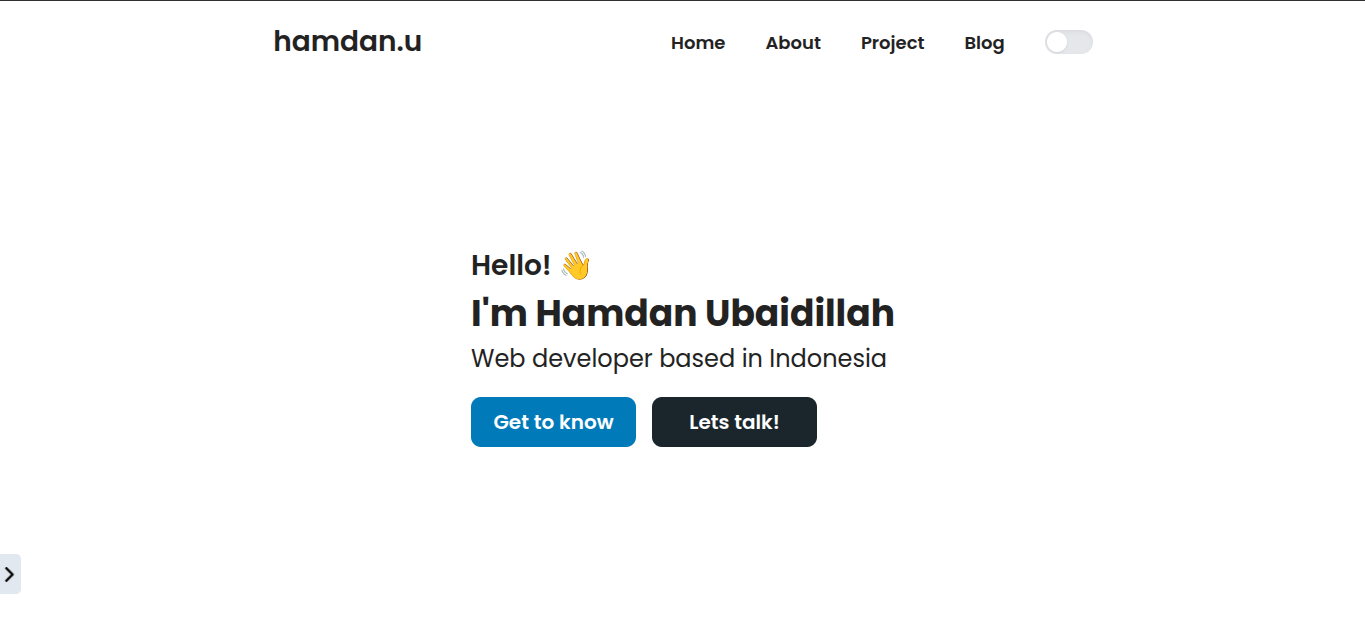 hamdan.u Home About Project Blog
Hello! 👋
I'm Hamdan Ubaidillah
Web developer based in Indonesia
Get to know Lets talk!